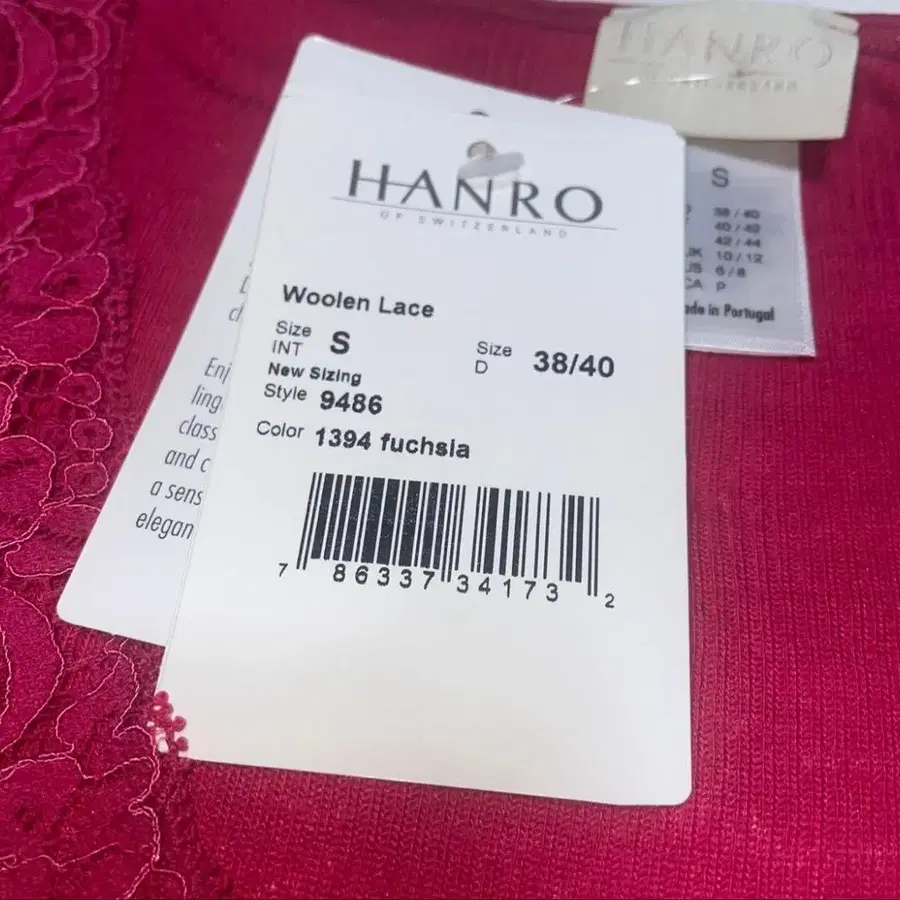 HANRO
OF SWITZERLAND
Woolen Lace
Size INT S
Size D 38/40
New Sizing
Style 9486
Color 1394 fuchsia
7 86337 34173 2
Enj
ling
class
and c
a sens
elegan
HANRO
S
38 / 40
40 / 42
42 / 44
UK 10 / 12
US 6 / 8
CA P
ade in Portugal